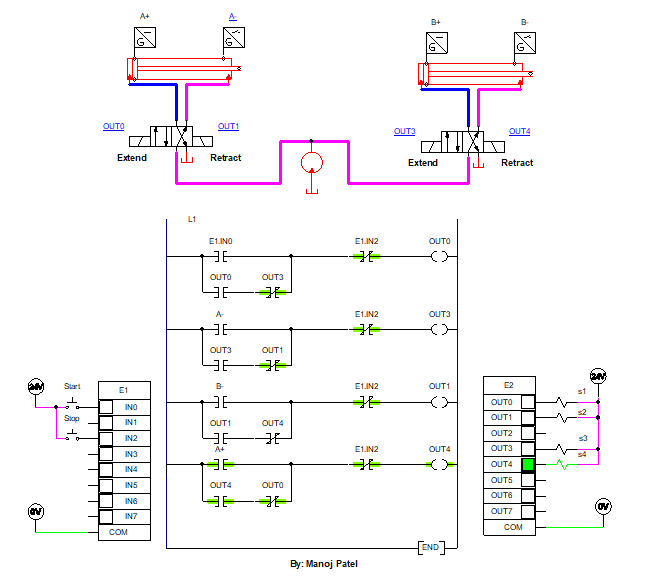 A+ A- B+ B-
G G G G
OUT0 OUT1 OUT3 OUT4
Extend Retract Extend Retract
L1
E1.IN0 E1.IN2 OUT0
OUT0 OUT3
A- E1.IN2 OUT3
OUT3 OUT1
B- E1.IN2 OUT1
OUT1 OUT4
A+ E1.IN2 OUT4
OUT4 OUT0
END
24V
Start
Stop
0V
E1
IN0
IN1
IN2
IN3
IN4
IN5
IN6
IN7
COM
E2
OUT0
OUT1
OUT2
OUT3
OUT4
OUT5
OUT6
OUT7
COM
24V
s1
s2
s3
s4
0V
By: Manoj Patel